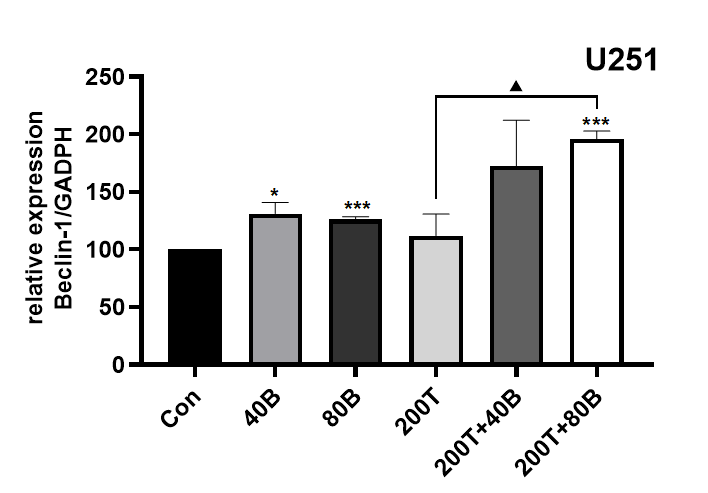 U251
relative expression
Beclin-1/GADPH
250
200
150
100
50
0
▲
*
***
***
Con
40B
80B
200T
200T+40B
200T+80B